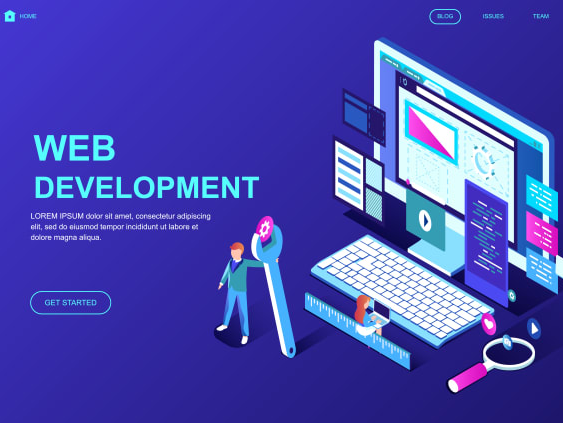 HOME
BLOG
ISSUES
TEAM
WEB
DEVELOPMENT
LOREM IPSUM dolor sit amet, consectetur adipiscing
elit, sed do eiusmod tempor incididunt ut labore et
dolore magna aliqua.
GET STARTED